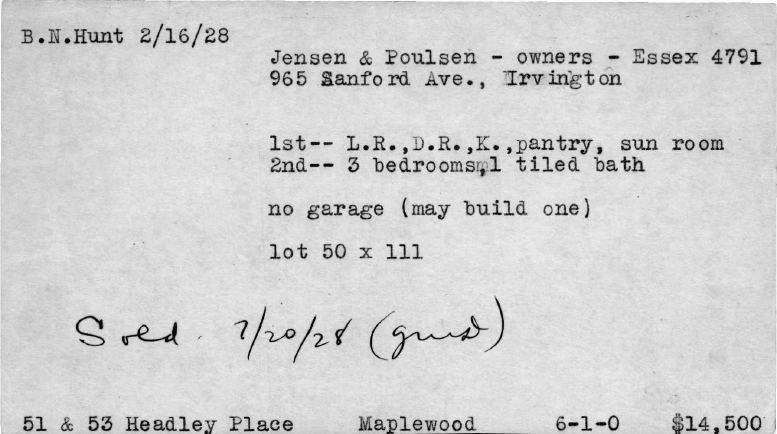 B.N.Hunt 2/16/28
Jensen & Poulsen - owners - Essex 4791
965 Sanford Ave., Irvington
1st-- L.R.,D.R.,K.,pantry, sun room
2nd-- 3 bedrooms,1 tiled bath
no garage (may build one)
lot 50 x 111
Sold. 7/20/28
51 & 53 Headley Place Maplewood 6-1-0 $14,500